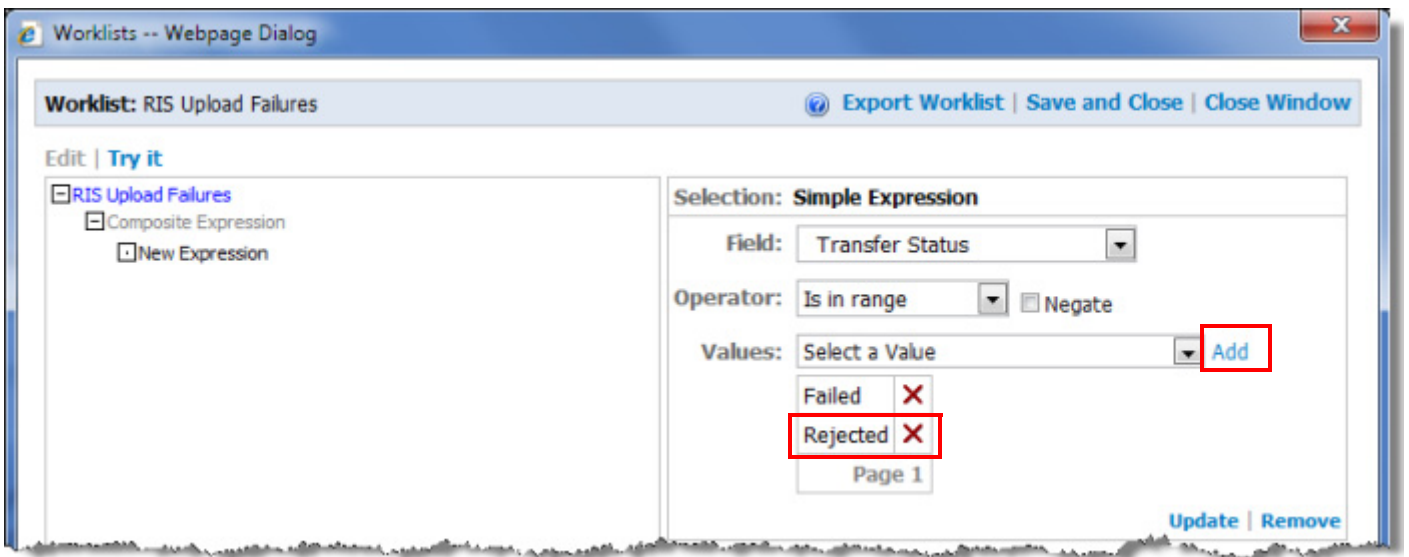 Worklists -- Webpage Dialog
Worklist: RIS Upload Failures
Export Worklist | Save and Close | Close Window
Edit | Try it
RIS Upload Failures
Composite Expression
New Expression
Selection: Simple Expression
Field: Transfer Status
Operator: Is in range Negate
Values: Select a Value Add
Failed
Rejected
Page 1
Update | Remove